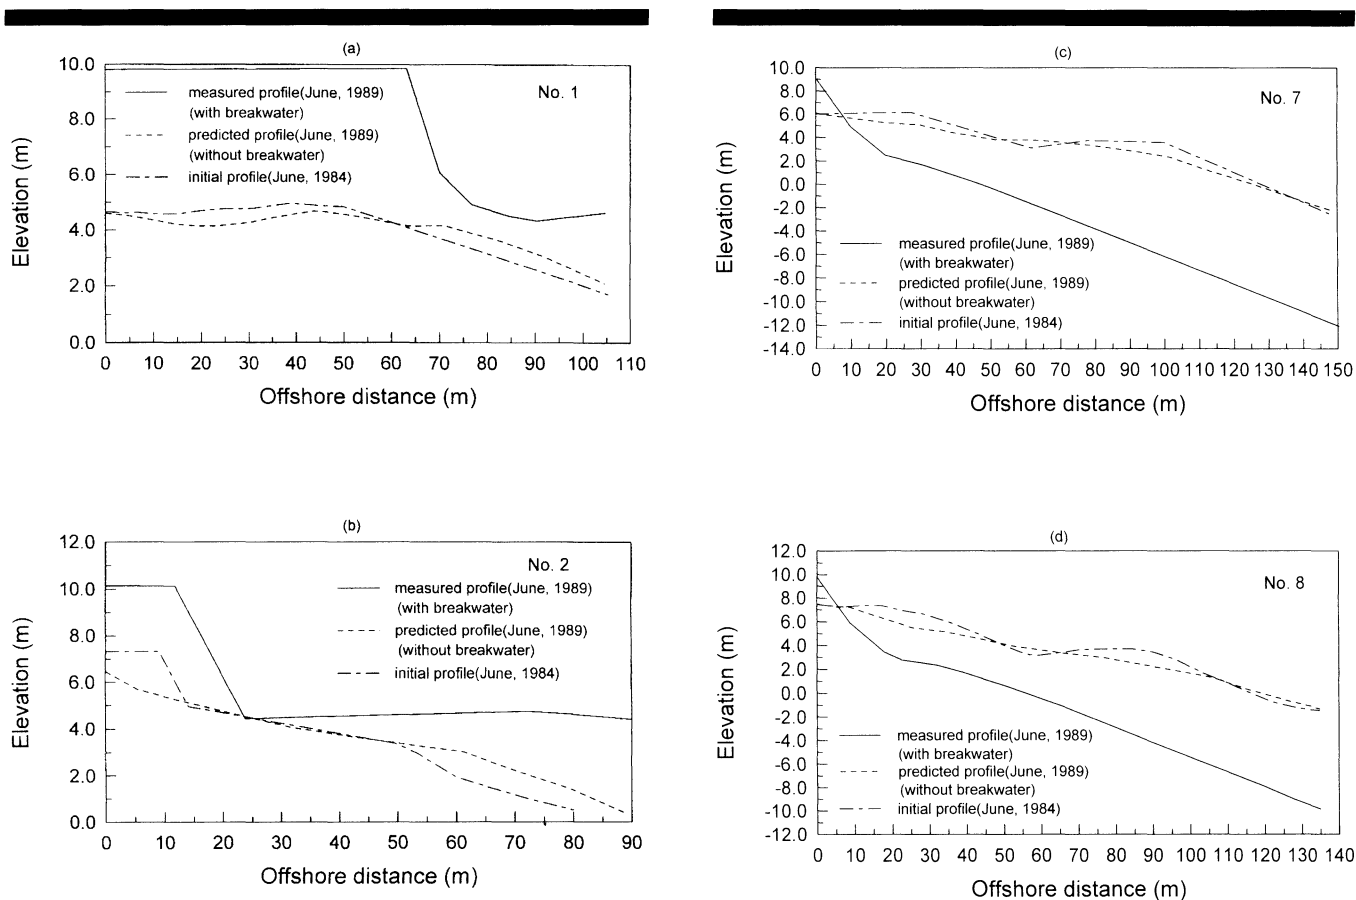 (a)
10.0
8.0
6.0
4.0
2.0
0.0
Elevation (m)
No. 1
measured profile(June, 1989)
(with breakwater)
predicted profile(June, 1989)
(without breakwater)
initial profile(June, 1984)
0 10 20 30 40 50 60 70 80 90 100 110
Offshore distance (m)
(b)
12.0
10.0
8.0
6.0
4.0
2.0
0.0
Elevation (m)
No. 2
measured profile(June, 1989)
(with breakwater)
predicted profile(June, 1989)
(without breakwater)
initial profile(June, 1984)
0 10 20 30 40 50 60 70 80 90
Offshore distance (m)
(c)
10.0
8.0
6.0
4.0
2.0
0.0
-2.0
-4.0
-6.0
-8.0
-10.0
-12.0
-14.0
Elevation (m)
No. 7
measured profile(June, 1989)
(with breakwater)
predicted profile(June, 1989)
(without breakwater)
initial profile(June, 1984)
0 10 20 30 40 50 60 70 80 90 100 110 120 130 140 150
Offshore distance (m)
(d)
12.0
10.0
8.0
6.0
4.0
2.0
0.0
-2.0
-4.0
-6.0
-8.0
-10.0
-12.0
Elevation (m)
No. 8
measured profile(June, 1989)
(with breakwater)
predicted profile(June, 1989)
(without breakwater)
initial profile(June, 1984)
0 10 20 30 40 50 60 70 80 90 100 110 120 130 140
Offshore distance (m)